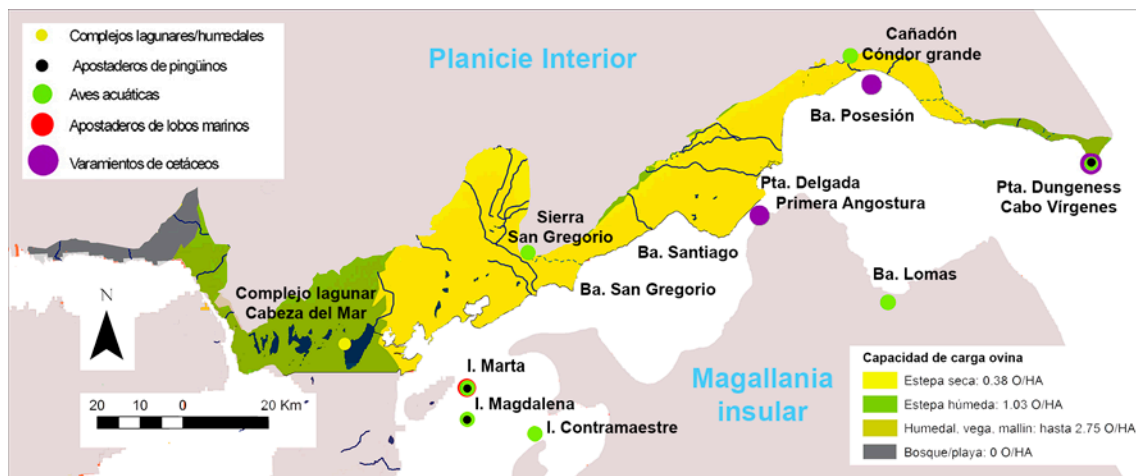 Complejos lagunares/humedales
Apostaderos de pingüinos
Aves acuáticas
Apostaderos de lobos marinos
Varamientos de cetáceos
Planicie Interior
Cañadón
Cóndor grande
Ba. Posesión
Pta. Dungeness
Cabo Vírgenes
Pta. Delgada
Primera Angostura
Sierra
San Gregorio
Ba. Santiago
Ba. San Gregorio
Ba. Lomas
Complejo lagunar
Cabeza del Mar
N
20 10 0 20 Km
I. Marta
I. Magdalena
I. Contramaestre
Magallania
insular
Capacidad de carga ovina
Estepa seca: 0.38 O/HA
Estepa húmeda: 1.03 O/HA
Humedal, vega, mallin: hasta 2.75 O/HA
Bosque/playa: 0 O/HA